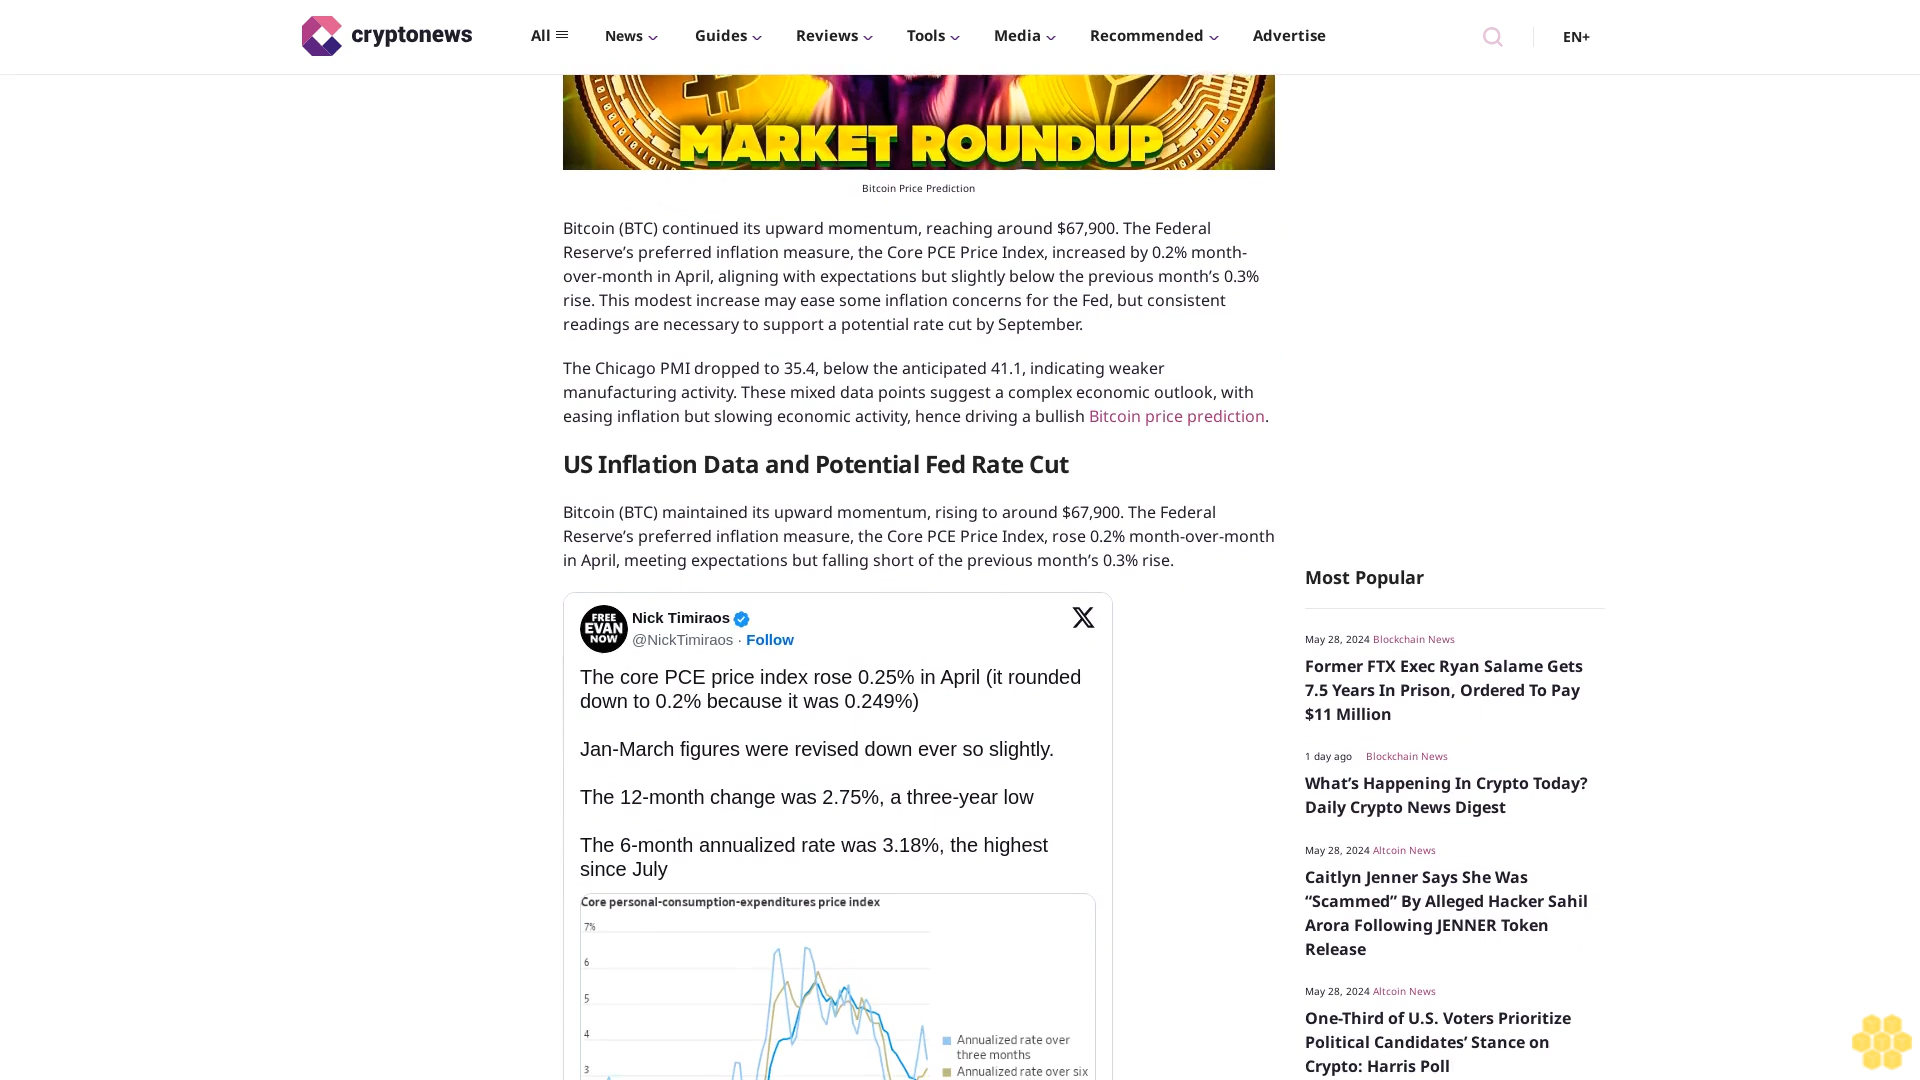 cryptonews
All
News
Guides
Reviews
Tools
Media
Recommended
Advertise
EN+
MARKET ROUNDUP
Bitcoin Price Prediction
Bitcoin (BTC) continued its upward momentum, reaching around $67,900. The Federal
Reserve’s preferred inflation measure, the Core PCE Price Index, increased by 0.2% month-
over-month in April, aligning with expectations but slightly below the previous month’s 0.3%
rise. This modest increase may ease some inflation concerns for the Fed, but consistent
readings are necessary to support a potential rate cut by September.
The Chicago PMI dropped to 35.4, below the anticipated 41.1, indicating weaker
manufacturing activity. These mixed data points suggest a complex economic outlook, with
easing inflation but slowing economic activity, hence driving a bullish Bitcoin price prediction.
US Inflation Data and Potential Fed Rate Cut
Bitcoin (BTC) maintained its upward momentum, rising to around $67,900. The Federal
Reserve’s preferred inflation measure, the Core PCE Price Index, rose 0.2% month-over-month
in April, meeting expectations but falling short of the previous month’s 0.3% rise.
FREE
EVAN
NOW
Nick Timiraos
@NickTimiraos · Follow
The core PCE price index rose 0.25% in April (it rounded
down to 0.2% because it was 0.249%)
Jan-March figures were revised down ever so slightly.
The 12-month change was 2.75%, a three-year low
The 6-month annualized rate was 3.18%, the highest
since July
Core personal-consumption-expenditures price index
7%
6
5
4
3
Annualized rate over
three months
Annualized rate over six
Most Popular
May 28, 2024 Blockchain News
Former FTX Exec Ryan Salame Gets
7.5 Years In Prison, Ordered To Pay
$11 Million
1 day ago Blockchain News
What’s Happening In Crypto Today?
Daily Crypto News Digest
May 28, 2024 Altcoin News
Caitlyn Jenner Says She Was
“Scammed” By Alleged Hacker Sahil
Arora Following JENNER Token
Release
May 28, 2024 Altcoin News
One-Third of U.S. Voters Prioritize
Political Candidates’ Stance on
Crypto: Harris Poll